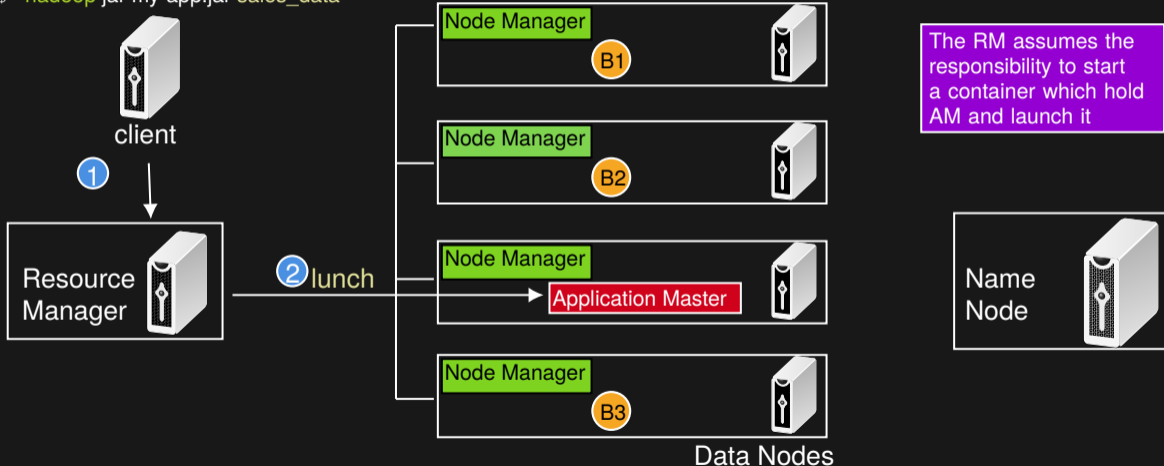 $ hadoop jar my-app.jar sales_data
client
1
Resource
Manager
2 lunch
Node Manager
B1
Node Manager
B2
Node Manager
Application Master
Node Manager
B3
Data Nodes
The RM assumes the
responsibility to start
a container which hold
AM and launch it
Name
Node